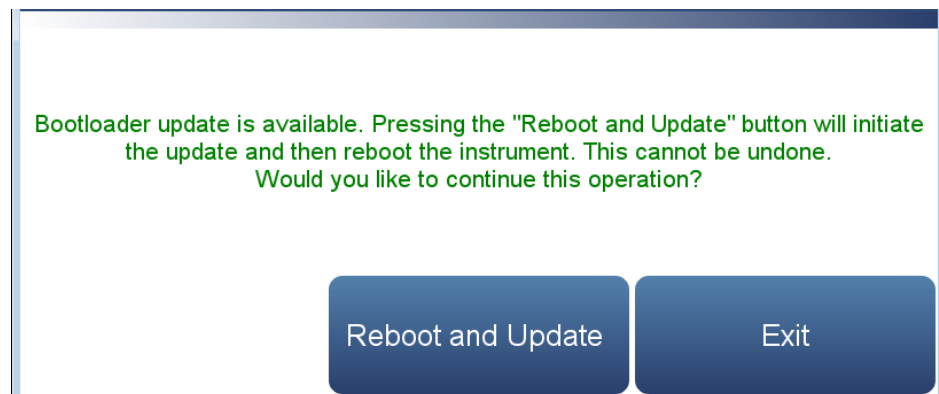 Bootloader update is available. Pressing the "Reboot and Update" button will initiate
the update and then reboot the instrument. This cannot be undone.
Would you like to continue this operation?
Reboot and Update
Exit